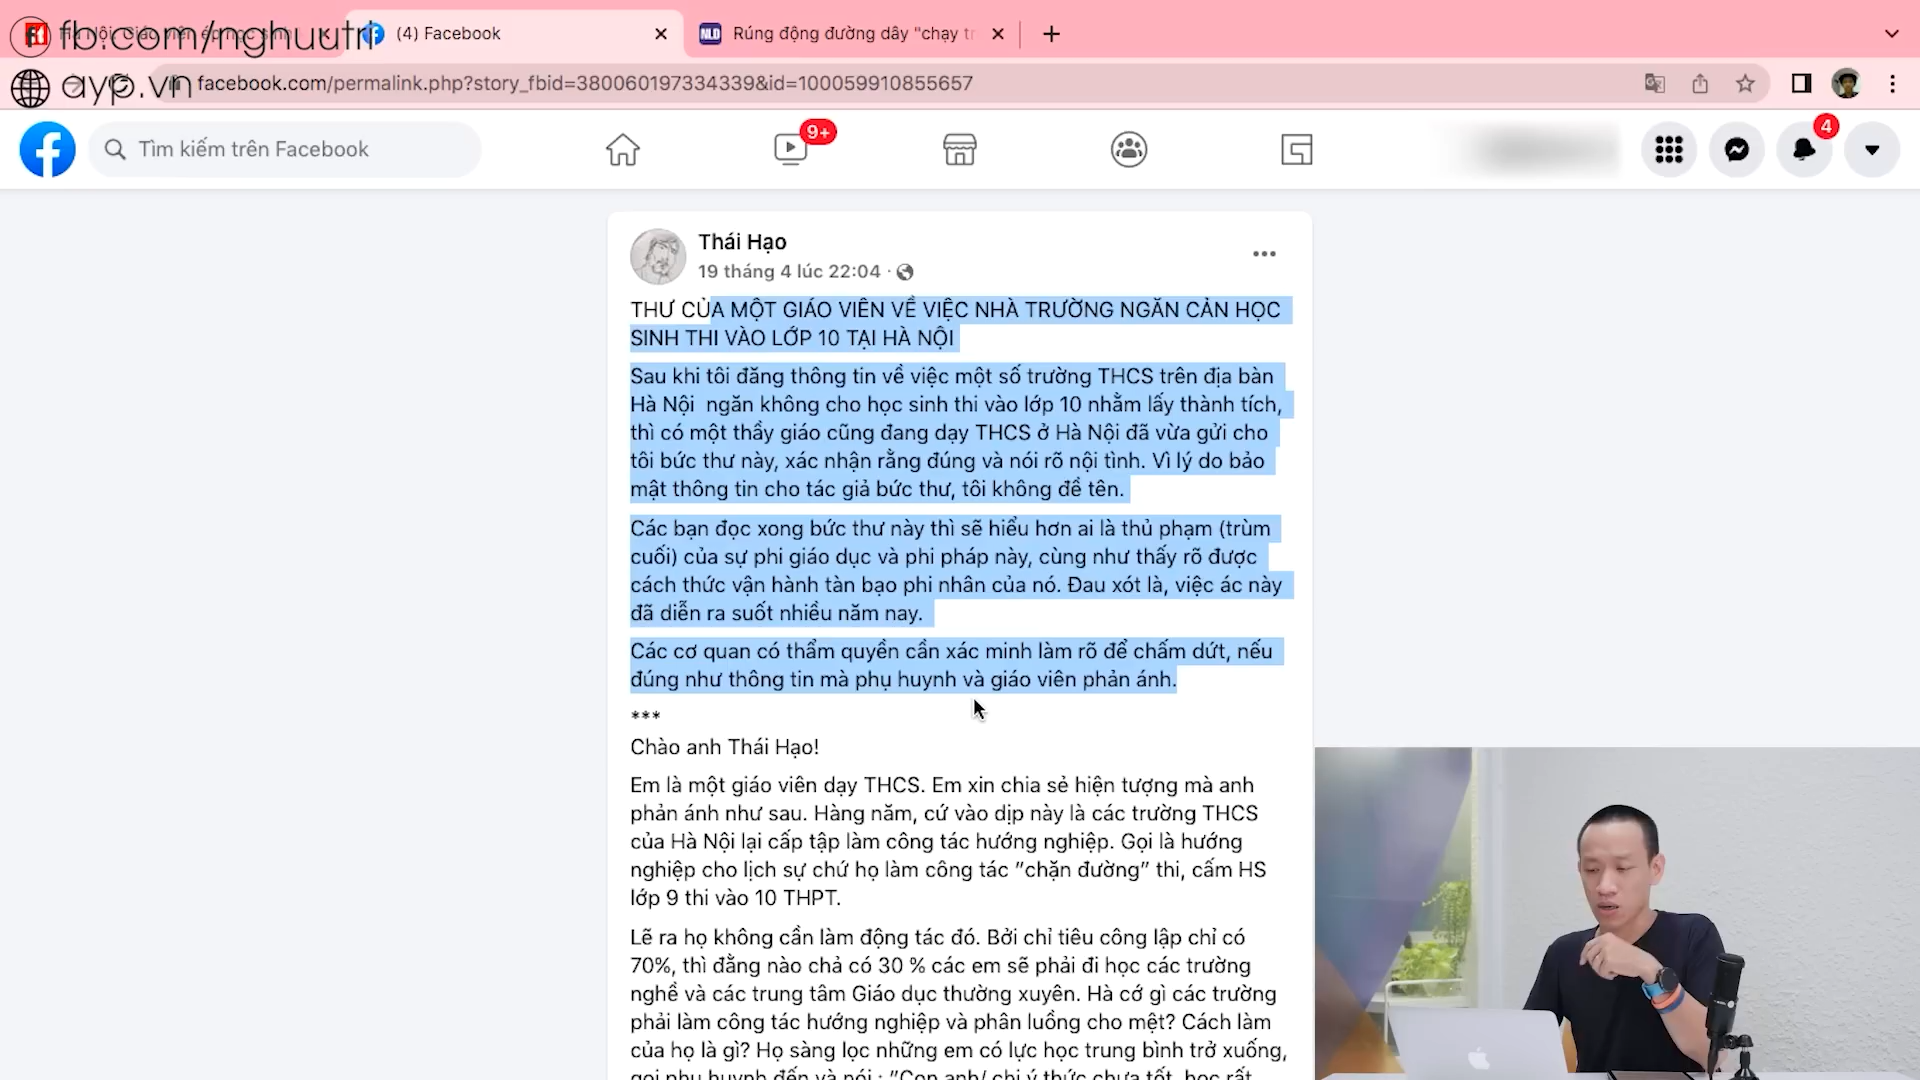 fb.com/nghuutri
(4) Facebook
NLD
Rúng động đường dây "chạy tr
ayp.vn
facebook.com/permalink.php?story_fbid=380060197334339&id=100059910855657
Tìm kiếm trên Facebook
9+
4
Thái Hạo
19 tháng 4 lúc 22:04 ·
THƯ CỦA MỘT GIÁO VIÊN VỀ VIỆC NHÀ TRƯỜNG NGĂN CẢN HỌC
SINH THI VÀO LỚP 10 TẠI HÀ NỘI
Sau khi tôi đăng thông tin về việc một số trường THCS trên địa bàn
Hà Nội  ngăn không cho học sinh thi vào lớp 10 nhằm lấy thành tích,
thì có một thầy giáo cũng đang dạy THCS ở Hà Nội đã vừa gửi cho
tôi bức thư này, xác nhận rằng đúng và nói rõ nội tình. Vì lý do bảo
mật thông tin cho tác giả bức thư, tôi không đề tên.
Các bạn đọc xong bức thư này thì sẽ hiểu hơn ai là thủ phạm (trùm
cuối) của sự phi giáo dục và phi pháp này, cùng như thấy rõ được
cách thức vận hành tàn bạo phi nhân của nó. Đau xót là, việc ác này
đã diễn ra suốt nhiều năm nay.
Các cơ quan có thẩm quyền cần xác minh làm rõ để chấm dứt, nếu
đúng như thông tin mà phụ huynh và giáo viên phản ánh.
***
Chào anh Thái Hạo!
Em là một giáo viên dạy THCS. Em xin chia sẻ hiện tượng mà anh
phản ánh như sau. Hàng năm, cứ vào dịp này là các trường THCS
của Hà Nội lại cấp tập làm công tác hướng nghiệp. Gọi là hướng
nghiệp cho lịch sự chứ họ làm công tác "chặn đường" thi, cấm HS
lớp 9 thi vào 10 THPT.
Lẽ ra họ không cần làm động tác đó. Bởi chỉ tiêu công lập chỉ có
70%, thì đằng nào chả có 30 % các em sẽ phải đi học các trường
nghề và các trung tâm Giáo dục thường xuyên. Hà cớ gì các trường
phải làm công tác hướng nghiệp và phân luồng cho mệt? Cách làm
của họ là gì? Họ sàng lọc những em có lực học trung bình trở xuống,
gọi phụ huynh đến và nói : "Con anh/ chị ý thức chưa tốt, học rất